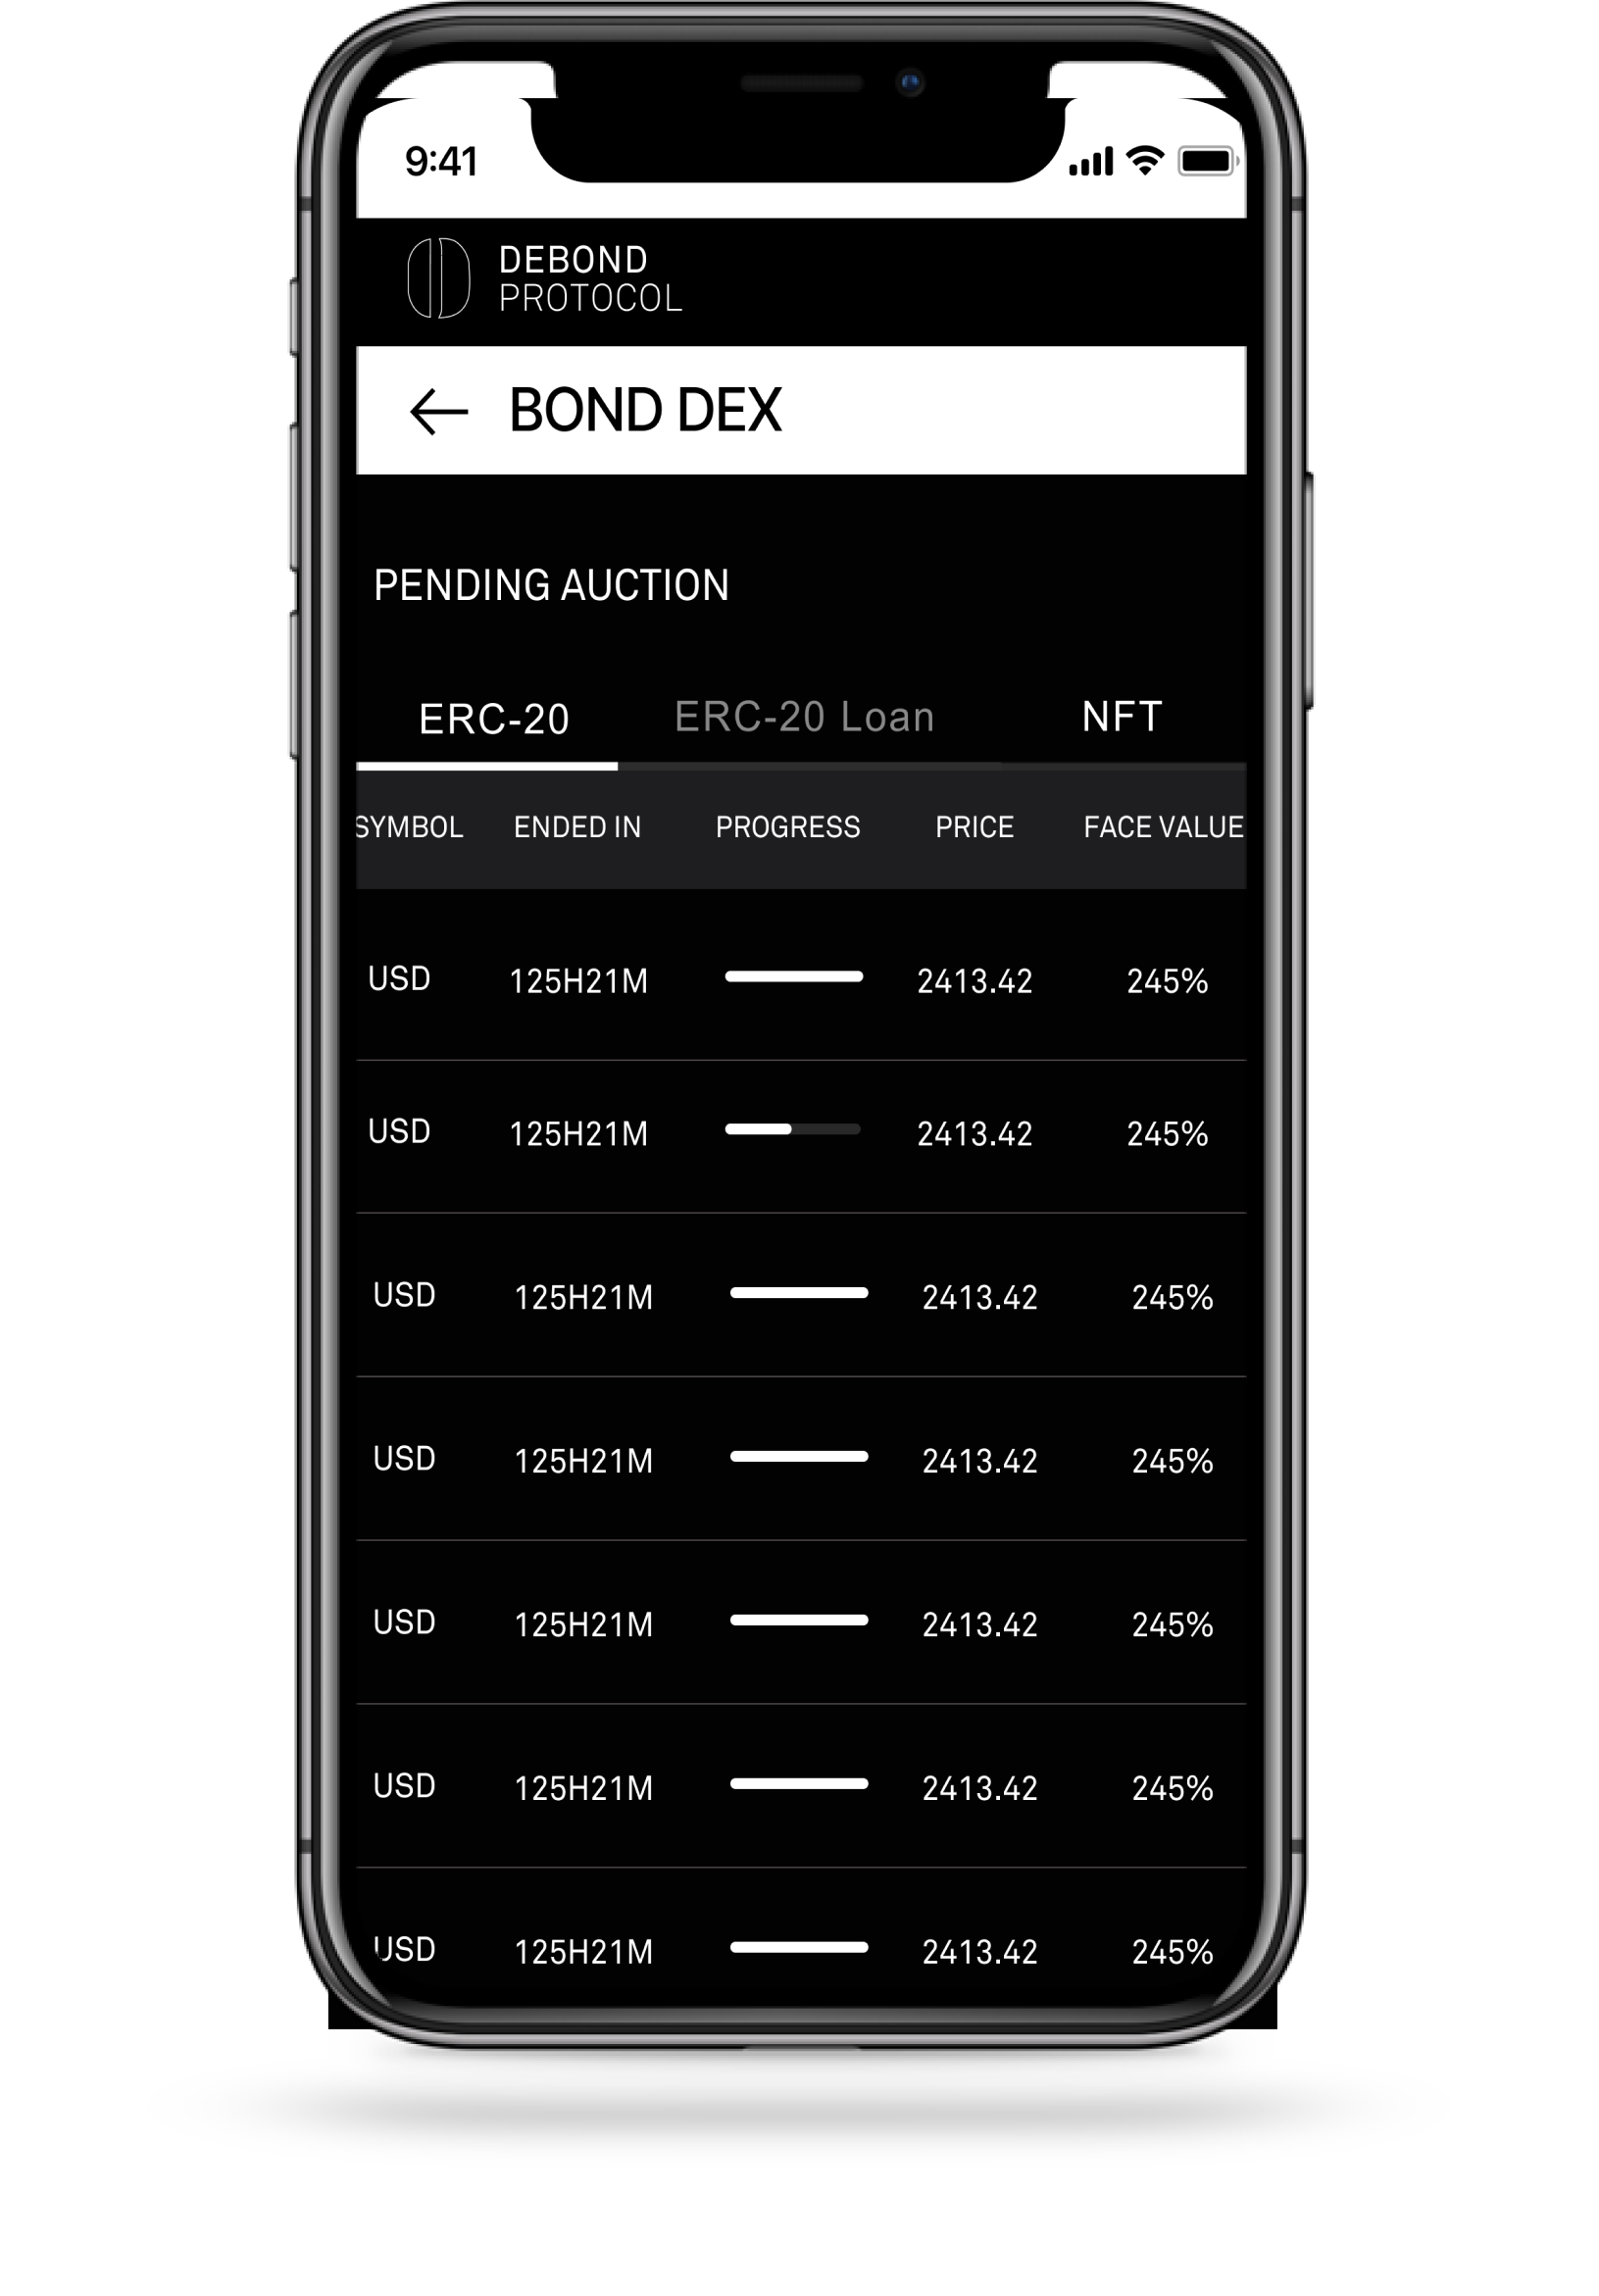 9:41
DEBOND
PROTOCOL
BOND DEX
PENDING AUCTION
ERC-20 ERC-20 Loan NFT
SYMBOL ENDED IN PROGRESS PRICE FACE VALUE
USD 125H21M 2413.42 245%
USD 125H21M 2413.42 245%
USD 125H21M 2413.42 245%
USD 125H21M 2413.42 245%
USD 125H21M 2413.42 245%
USD 125H21M 2413.42 245%
USD 125H21M 2413.42 245%